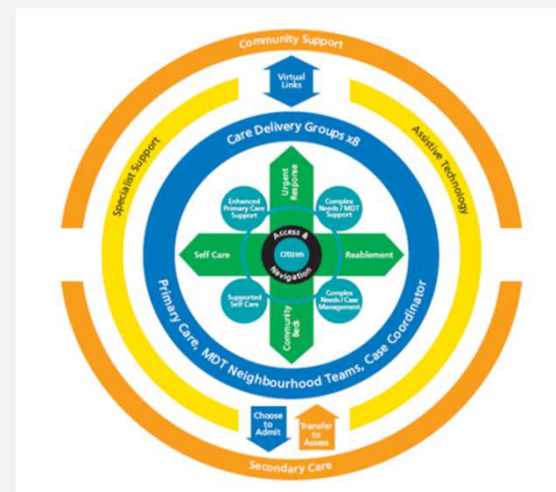 Community Support
Virtual
Links
Specialist Support
Assistive Technology
Care Delivery Groups x8
Urgent
Response
Enhanced
Primary Care
Support
Complex
Needs / MDT
Support
Access &
Navigation
Citizen
Self Care
Reablement
Supported
Self Care
Complex
Needs / Case
Management
Community
Beds
Primary Care, MDT Neighbourhood Teams, Case Coordinator
Choose
to
Admit
Transfer
to
Assess
Secondary Care